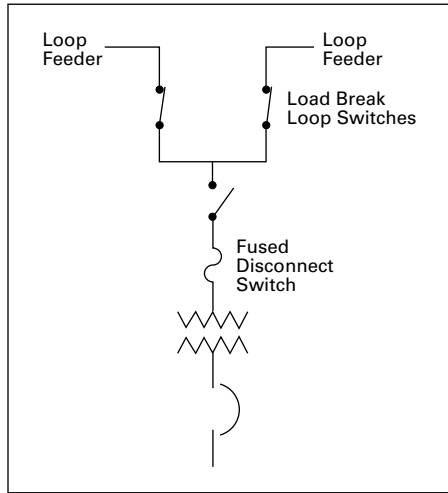 Loop
Feeder
Loop
Feeder
Load Break
Loop Switches
Fused
Disconnect
Switch